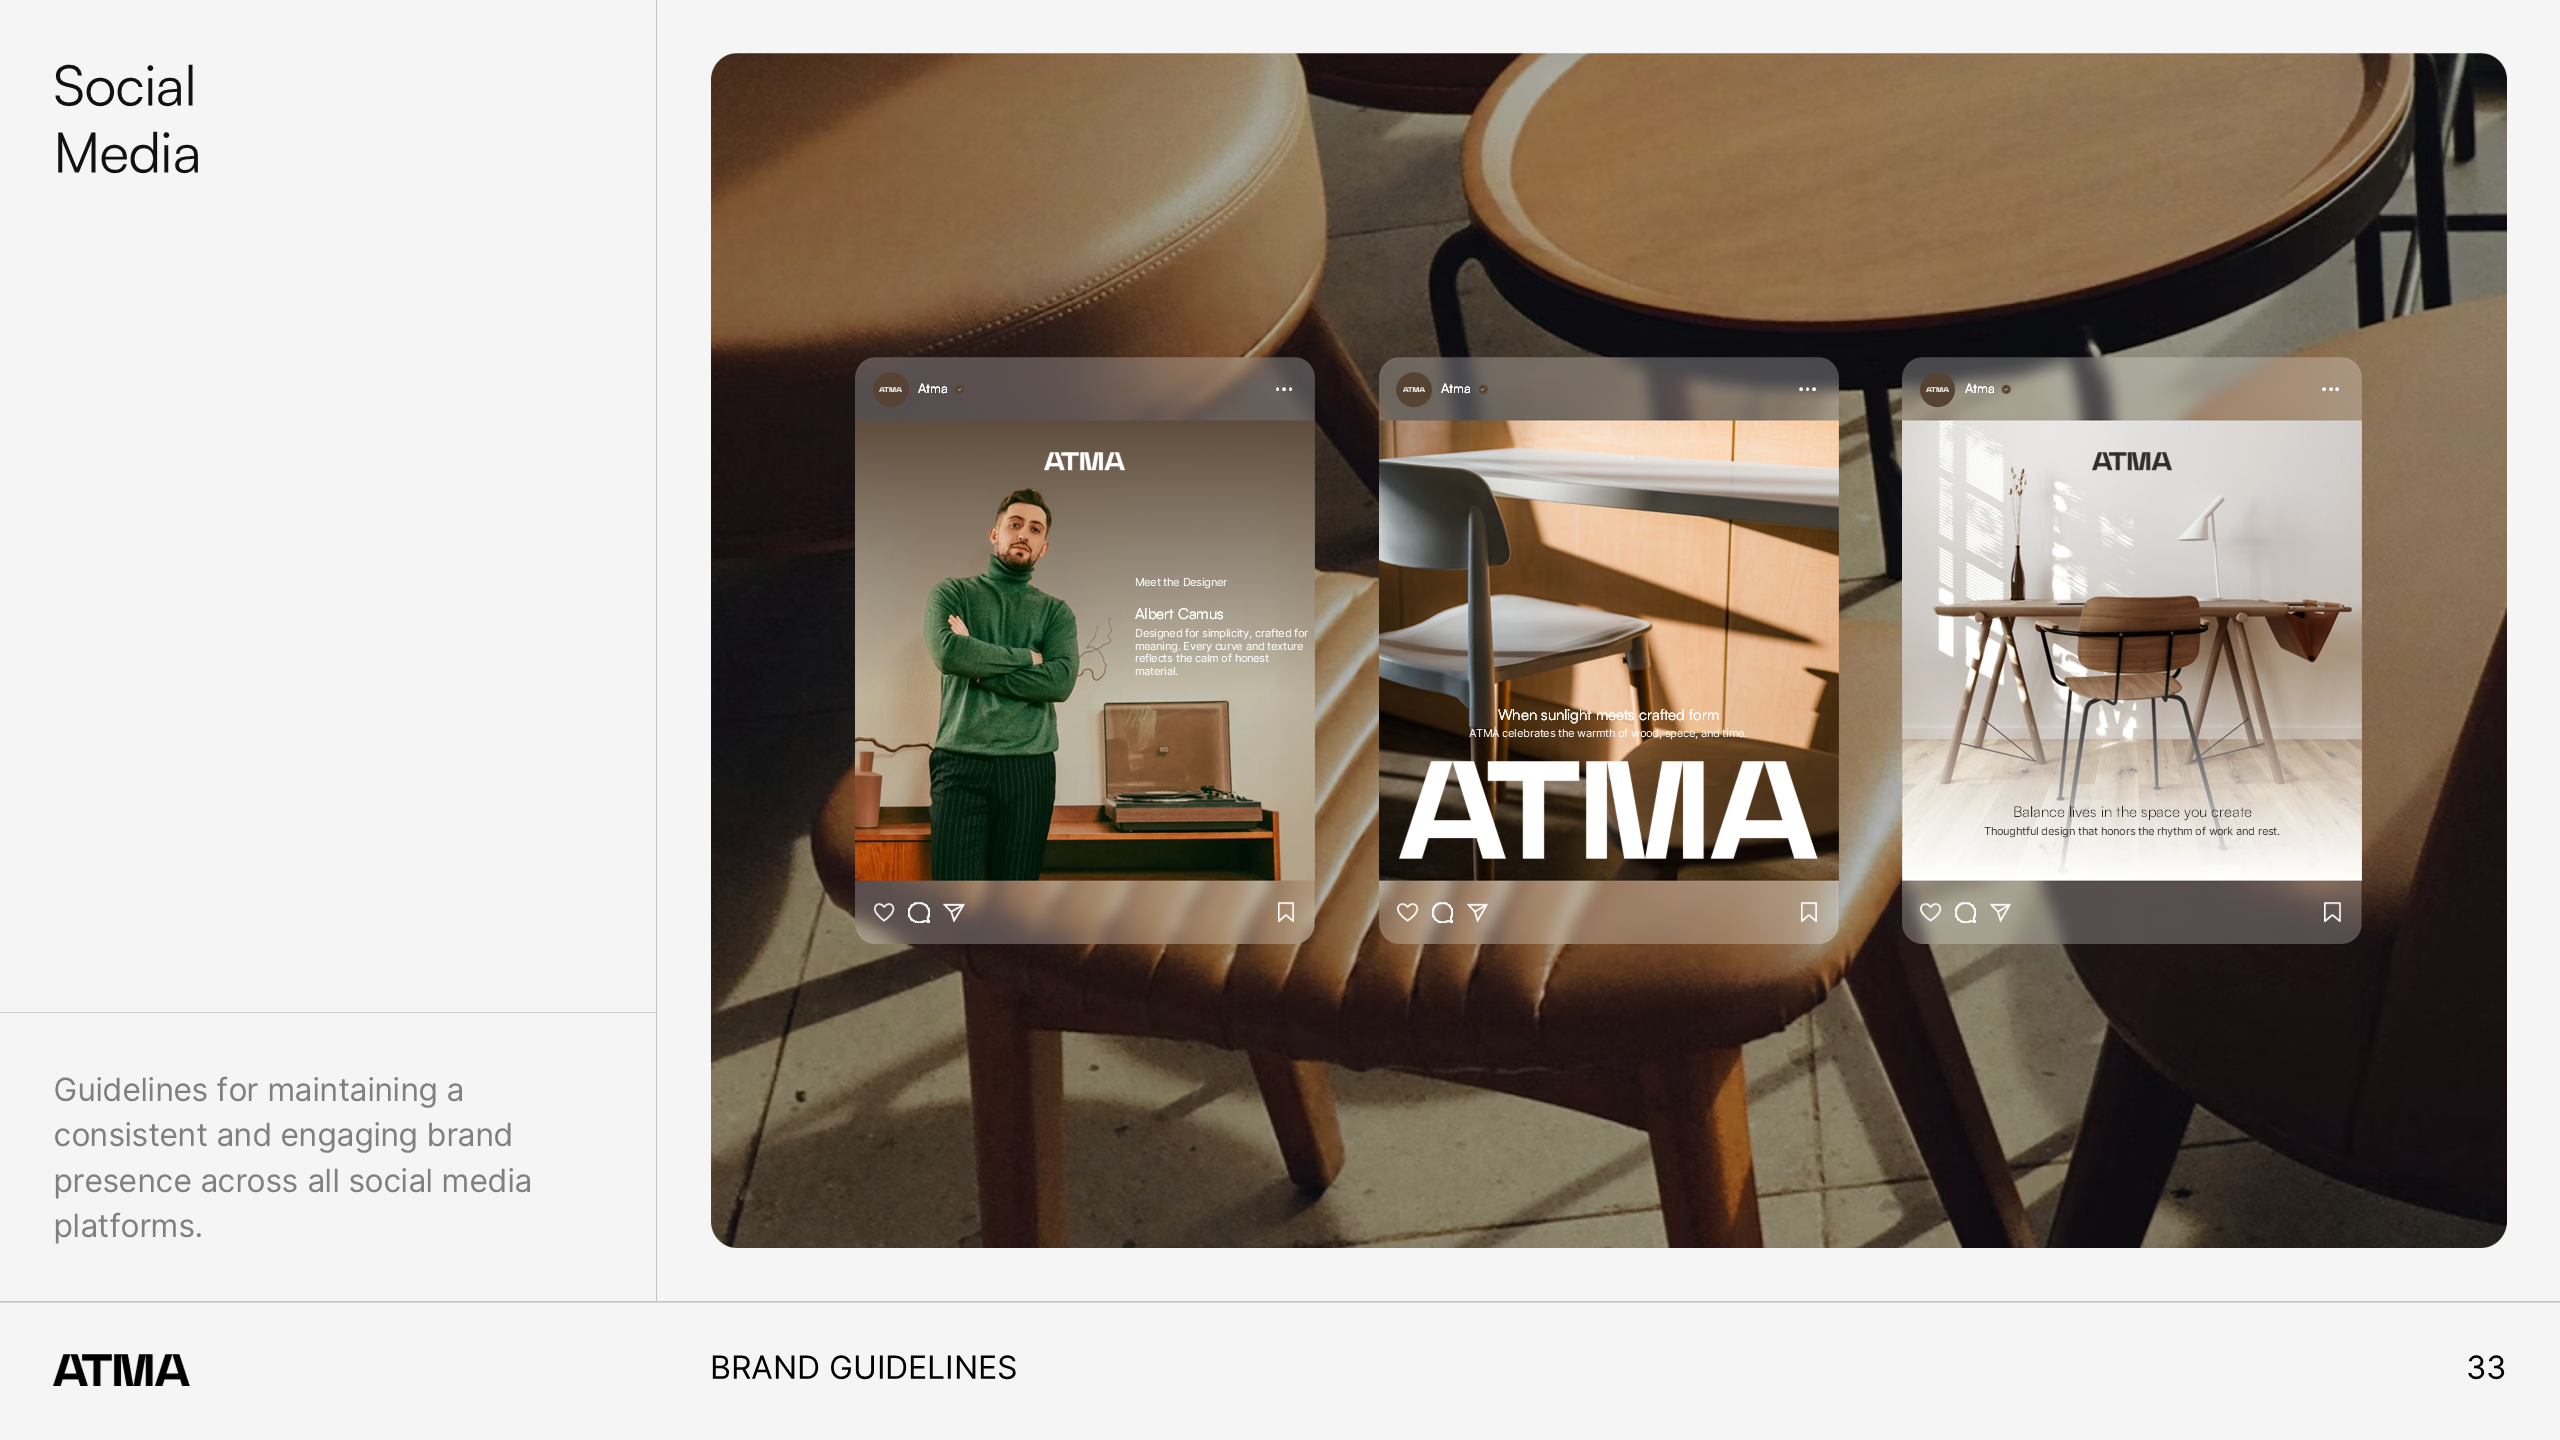 Social
Media
ATMA
Atma
ATMA
Meet the Designer
Albert Camus
Designed for simplicity, crafted for
meaning. Every curve and texture
reflects the calm of honest
material.
ATMA
Atma
When sunlight meets crafted form
ATMA celebrates the warmth of wood, space, and time.
ATMA
ATMA
Atma
ATMA
Balance lives in the space you create
Thoughtful design that honors the rhythm of work and rest.
Guidelines for maintaining a
consistent and engaging brand
presence across all social media
platforms.
ATMA
BRAND GUIDELINES
33